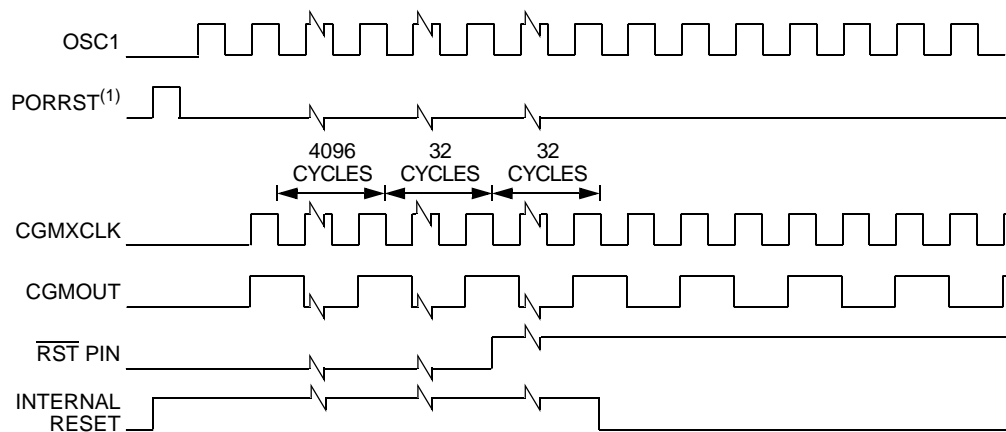 OSC1
PORRST(1)
4096
CYCLES
32
CYCLES
32
CYCLES
CGMXCLK
CGMOUT
RST PIN
INTERNAL
RESET